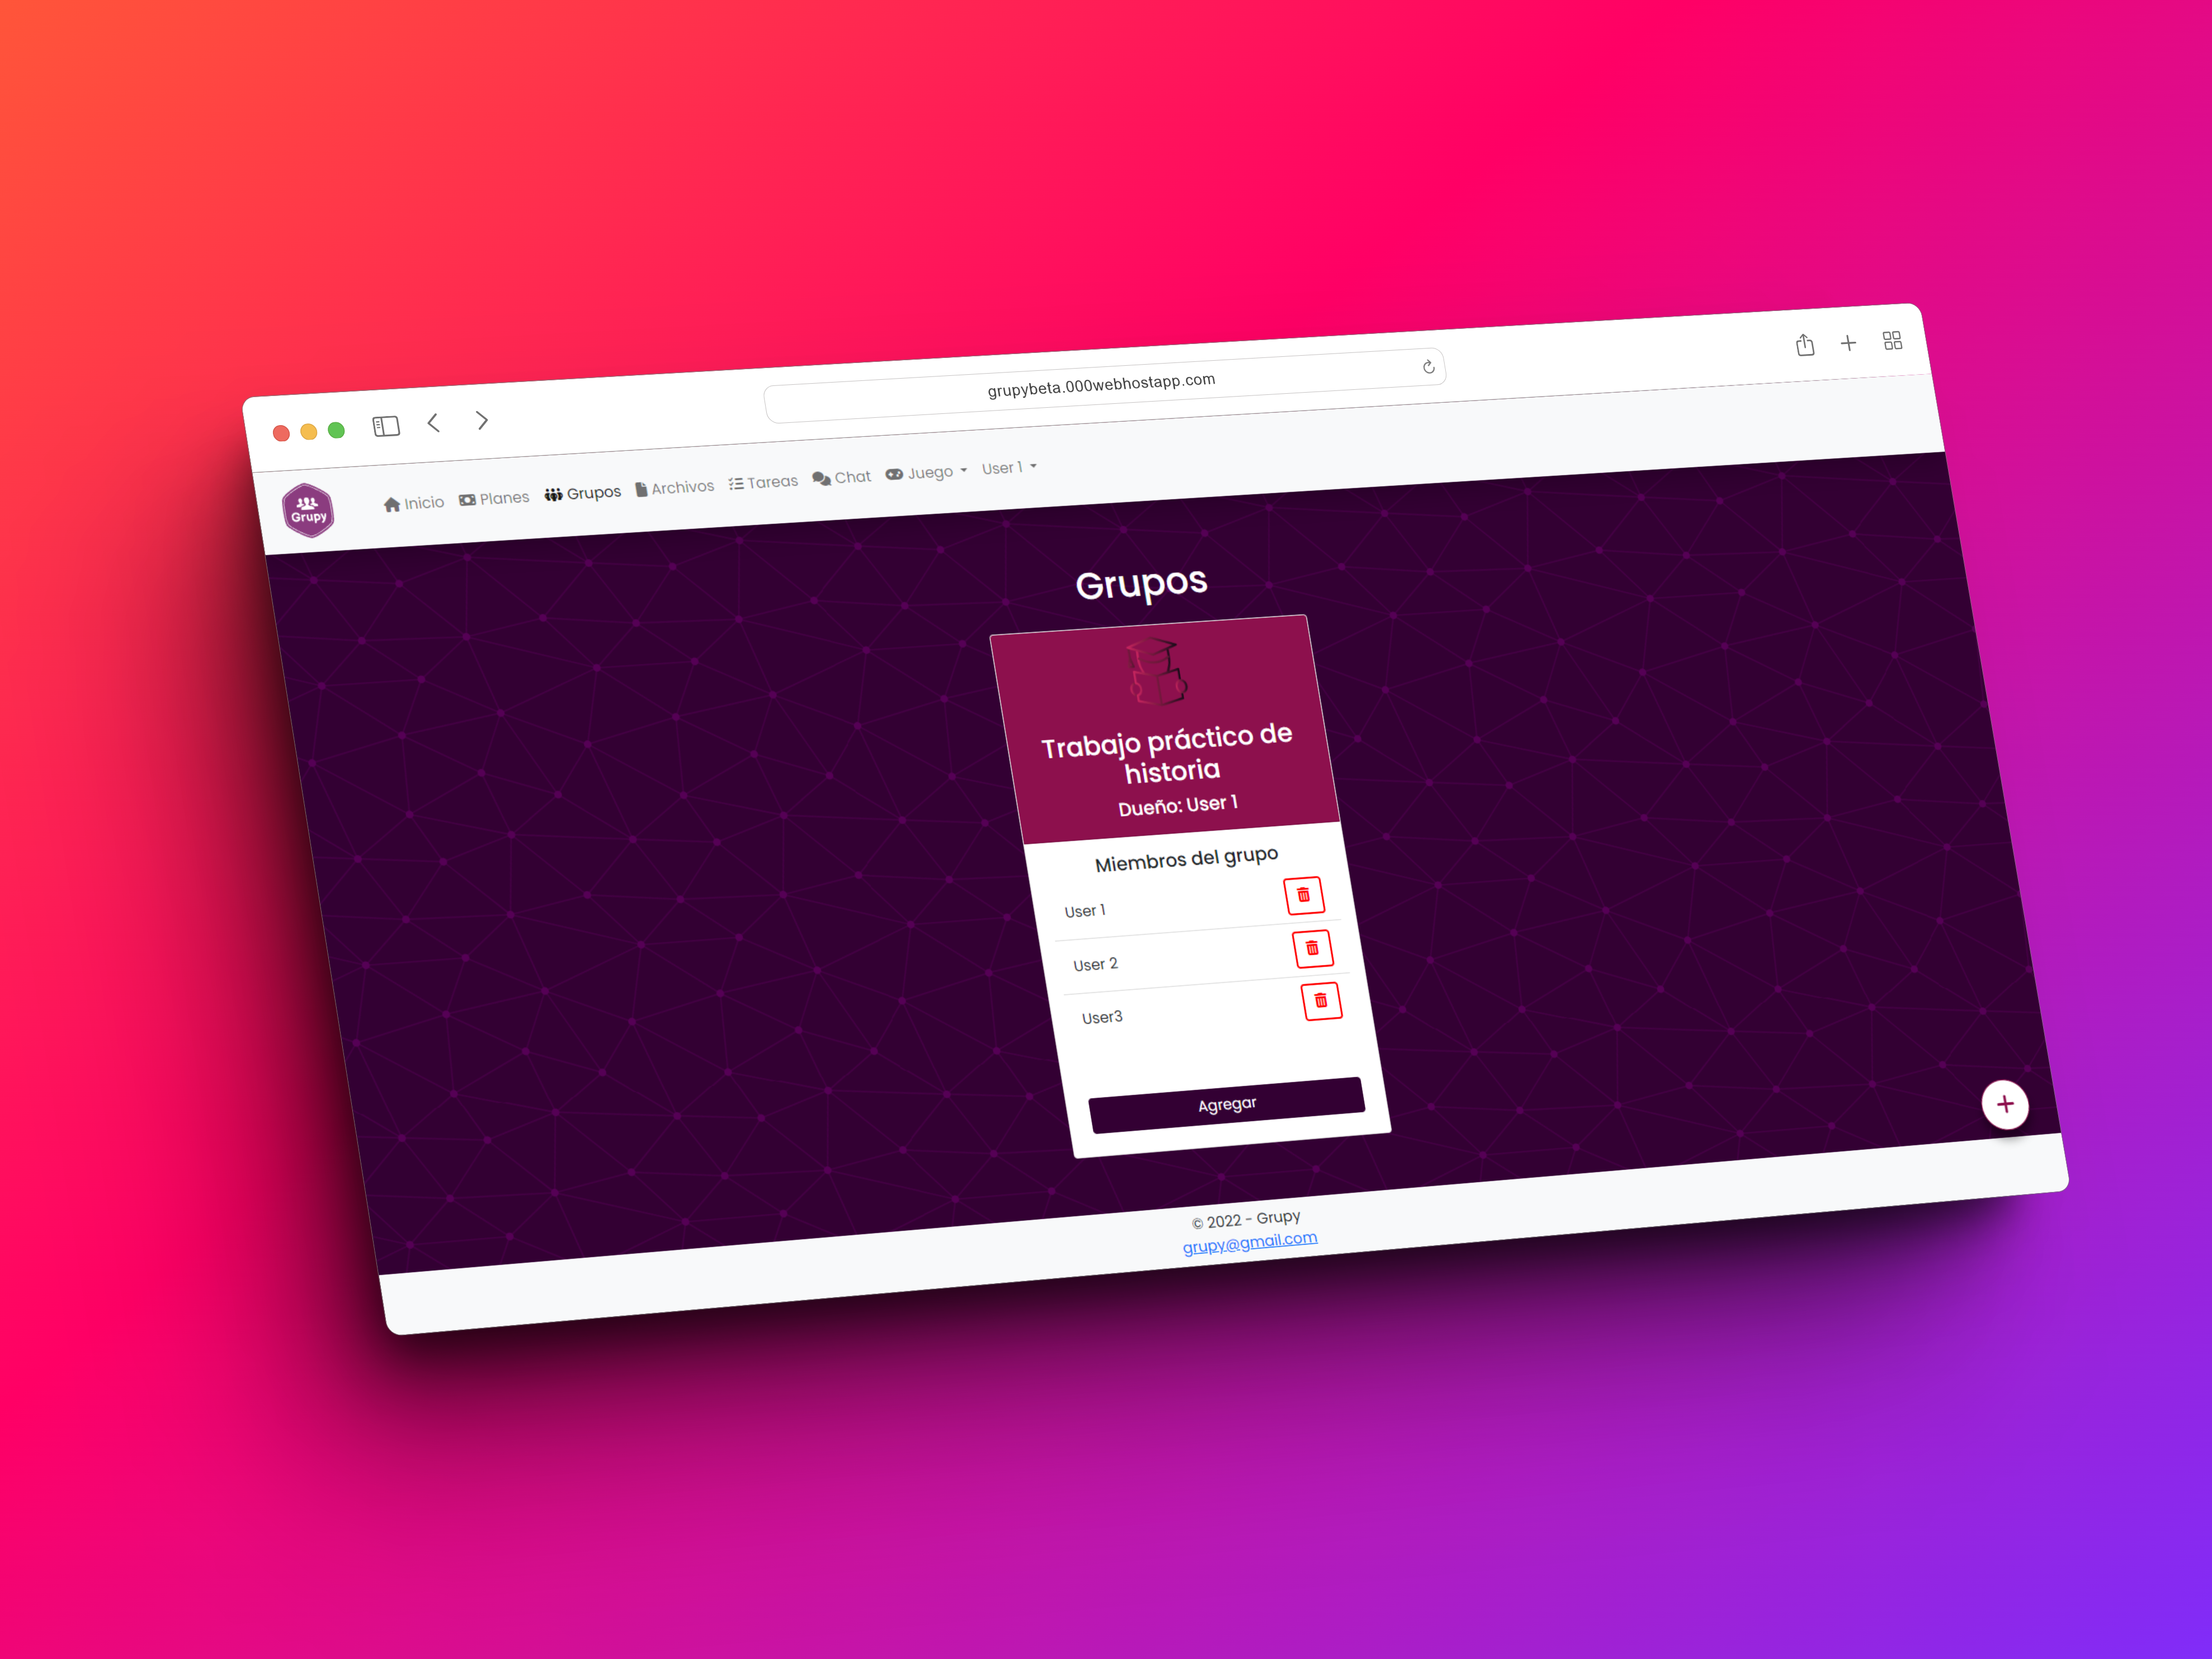 grupybeta.000webhostapp.com
Grupy
Inicio Planes Grupos Archivos Tareas Chat Juego User 1
Grupos
Trabajo práctico de
historia
Dueño: User 1
Miembros del grupo
User 1
User 2
User3
Agregar
© 2022 - Grupy
grupy@gmail.com